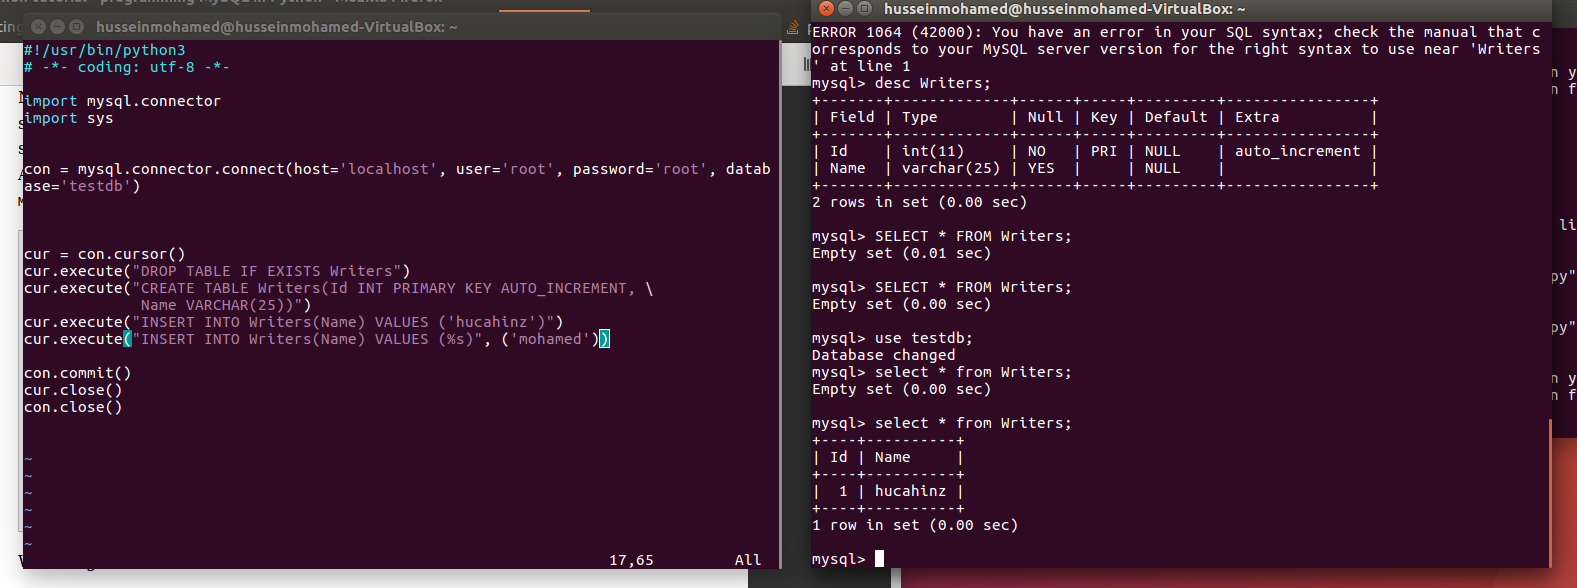 programming MySQL in Python - Mozilla Firefox
husseinmohamed@husseinmohamed-VirtualBox: ~
#!/usr/bin/python3
# -*- coding: utf-8 -*-
import mysql.connector
import sys
con = mysql.connector.connect(host='localhost', user='root', password='root', datab
ase='testdb')
cur = con.cursor()
cur.execute("DROP TABLE IF EXISTS Writers")
cur.execute("CREATE TABLE Writers(Id INT PRIMARY KEY AUTO_INCREMENT, \
Name VARCHAR(25))")
cur.execute("INSERT INTO Writers(Name) VALUES ('hucahinz')")
cur.execute("INSERT INTO Writers(Name) VALUES (%s)", ('mohamed'))
con.commit()
cur.close()
con.close()
~
~
~
~
~
~
17,65 All
husseinmohamed@husseinmohamed-VirtualBox: ~
ERROR 1064 (42000): You have an error in your SQL syntax; check the manual that c
orresponds to your MySQL server version for the right syntax to use near 'Writers
' at line 1
mysql> desc Writers;
+-------+-------------+------+-----+---------+----------------+
| Field | Type        | Null | Key | Default | Extra          |
+-------+-------------+------+-----+---------+----------------+
| Id    | int(11)     | NO   | PRI | NULL    | auto_increment |
| Name  | varchar(25) | YES  |     | NULL    |                |
+-------+-------------+------+-----+---------+----------------+
2 rows in set (0.00 sec)
mysql> SELECT * FROM Writers;
Empty set (0.01 sec)
mysql> SELECT * FROM Writers;
Empty set (0.00 sec)
mysql> use testdb;
Database changed
mysql> select * from Writers;
Empty set (0.00 sec)
mysql> select * from Writers;
+----+----------+
| Id | Name     |
+----+----------+
|  1 | hucahinz |
+----+----------+
1 row in set (0.00 sec)
mysql>